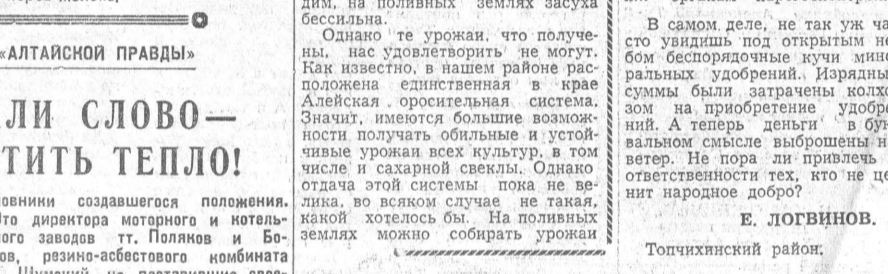 «АЛТАЙСКОЙ ПРАВДЫ»
ЛИ СЛОВО—
ТИТЬ ТЕПЛО!
овники создавшегося положения.
Это директора моторного и котель-
ного заводов тт. Поляков и Бо-
ов, резино-асбестового комбината
дим, на поливных землях засуха
бессильна.
Однако те урожаи, что получе-
ны, нас удовлетворить не могут.
Как известно, в нашем районе рас-
положена единственная в крае
Алейская оросительная система.
Значит, имеются большие возмож-
ности получать обильные и устой-
чивые урожаи всех культур, в том
числе и сахарной свеклы. Однако
отдача этой системы пока не ве-
лика, во всяком случае не такая,
какой хотелось бы. На поливных
землях можно собирать урожаи
В самом деле, не так уж ча-
сто увидишь под открытым не-
бом беспорядочные кучи мине-
ральных удобрений. Изрядны
суммы были затрачены колхо-
зом на приобретение удобре-
ний. А теперь деньги в бук-
вальном смысле выброшены н
ветер. Не пора ли привлечь
ответственности тех, кто не це-
нит народное добро?
Е. ЛОГВИНОВ.
Топчихинский район.